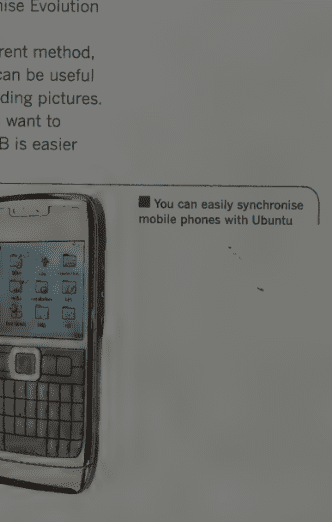 nise Evolution
rent method,
can be useful
ding pictures.
want to
B is easier
You can easily synchronise
mobile phones with Ubuntu